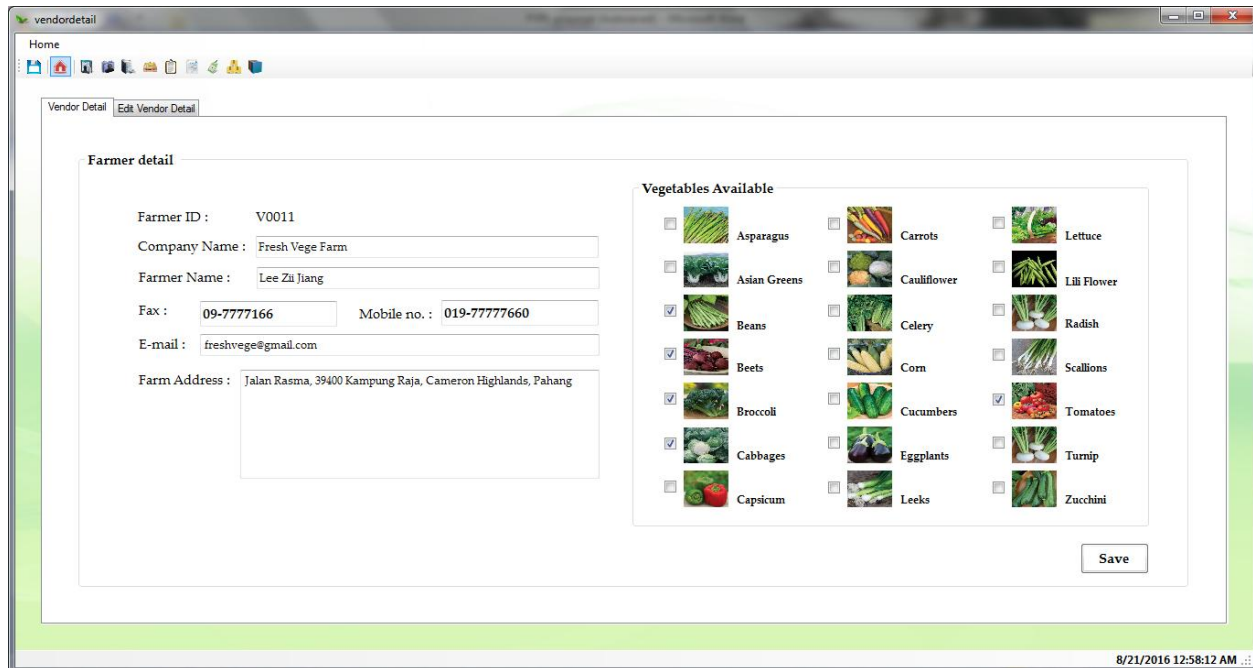 vendordetail
Home
Vendor Detail Edit Vendor Detail
Farmer detail
Farmer ID : V0011
Company Name : Fresh Vege Farm
Farmer Name : Lee Zii Jiang
Fax : 09-7777166 Mobile no. : 019-77777660
E-mail : freshvege@gmail.com
Farm Address : Jalan Rasma, 39400 Kampung Raja, Cameron Highlands, Pahang
Vegetables Available
Asparagus Carrots Lettuce
Asian Greens Cauliflower Lili Flower
Beans Celery Radish
Beets Corn Scallions
Broccoli Cucumbers Tomatoes
Cabbages Eggplants Turnip
Capsicum Leeks Zucchini
Save
8/21/2016 12:58:12 AM